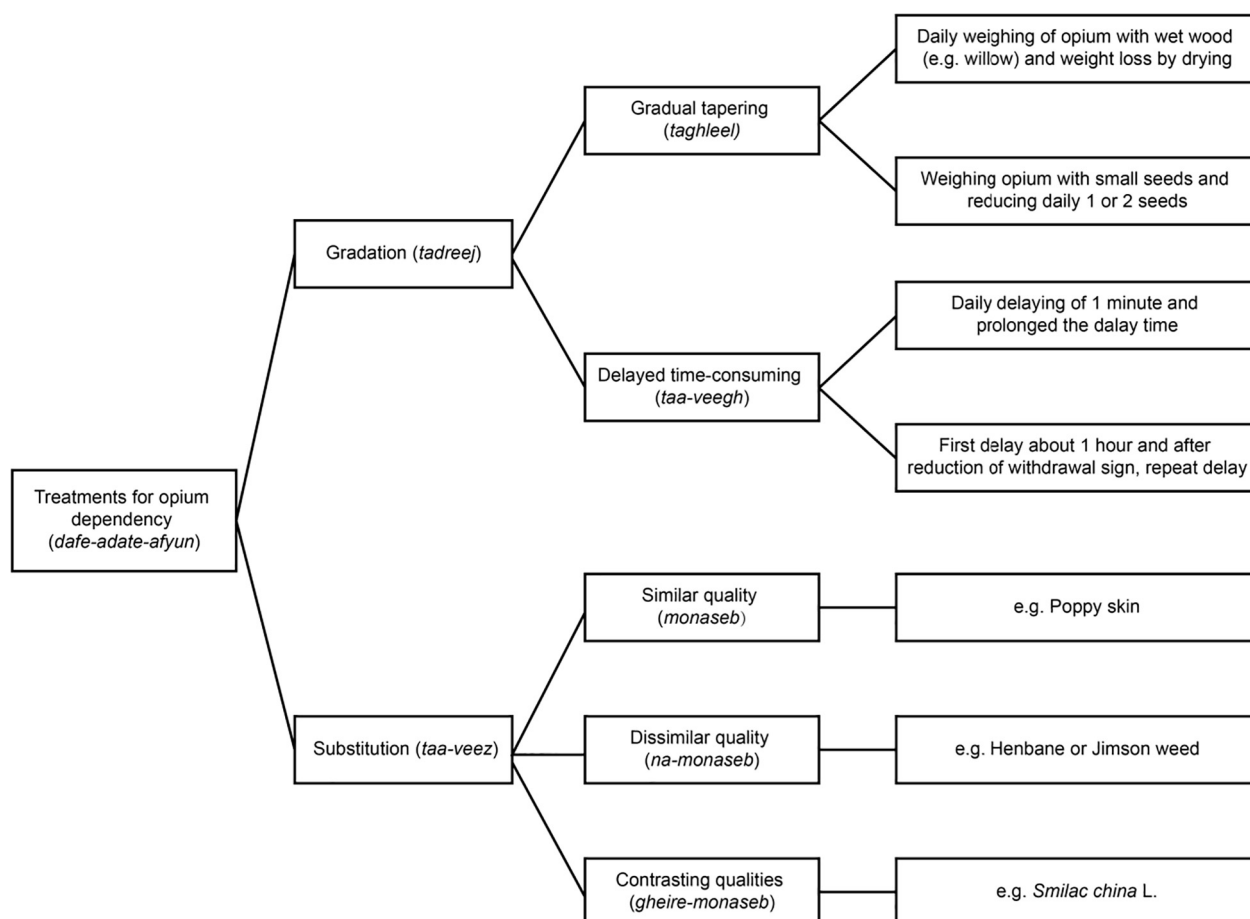 Treatments for opium
dependency
(dafe-adate-afyun)
Gradation (tadreej)
Gradual tapering
(taghleel)
Daily weighing of opium with wet wood
(e.g. willow) and weight loss by drying
Weighing opium with small seeds and
reducing daily 1 or 2 seeds
Delayed time-consuming
(taa-veegh)
Daily delaying of 1 minute and
prolonged the dalay time
First delay about 1 hour and after
reduction of withdrawal sign, repeat delay
Substitution (taa-veez)
Similar quality
(monaseb)
e.g. Poppy skin
Dissimilar quality
(na-monaseb)
e.g. Henbane or Jimson weed
Contrasting qualities
(gheire-monaseb)
e.g. Smilac china L.